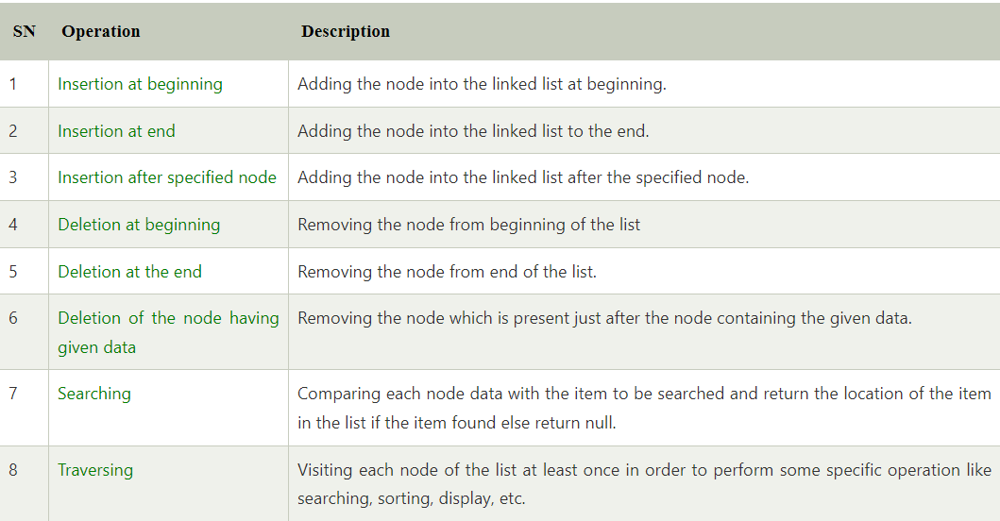 SN Operation Description
1 Insertion at beginning Adding the node into the linked list at beginning.
2 Insertion at end Adding the node into the linked list to the end.
3 Insertion after specified node Adding the node into the linked list after the specified node.
4 Deletion at beginning Removing the node from beginning of the list
5 Deletion at the end Removing the node from end of the list.
6 Deletion of the node having Removing the node which is present just after the node containing the given data.
given data
7 Searching Comparing each node data with the item to be searched and return the location of the item
in the list if the item found else return null.
8 Traversing Visiting each node of the list at least once in order to perform some specific operation like
searching, sorting, display, etc.